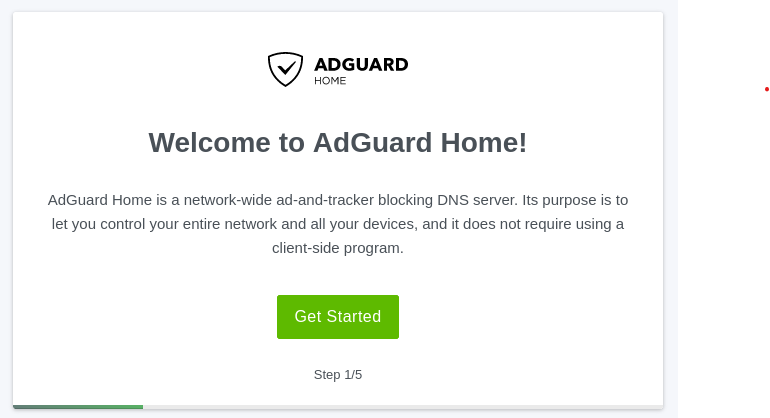 ADGUARD
HOME
Welcome to AdGuard Home!
AdGuard Home is a network-wide ad-and-tracker blocking DNS server. Its purpose is to
let you control your entire network and all your devices, and it does not require using a
client-side program.
Get Started
Step 1/5